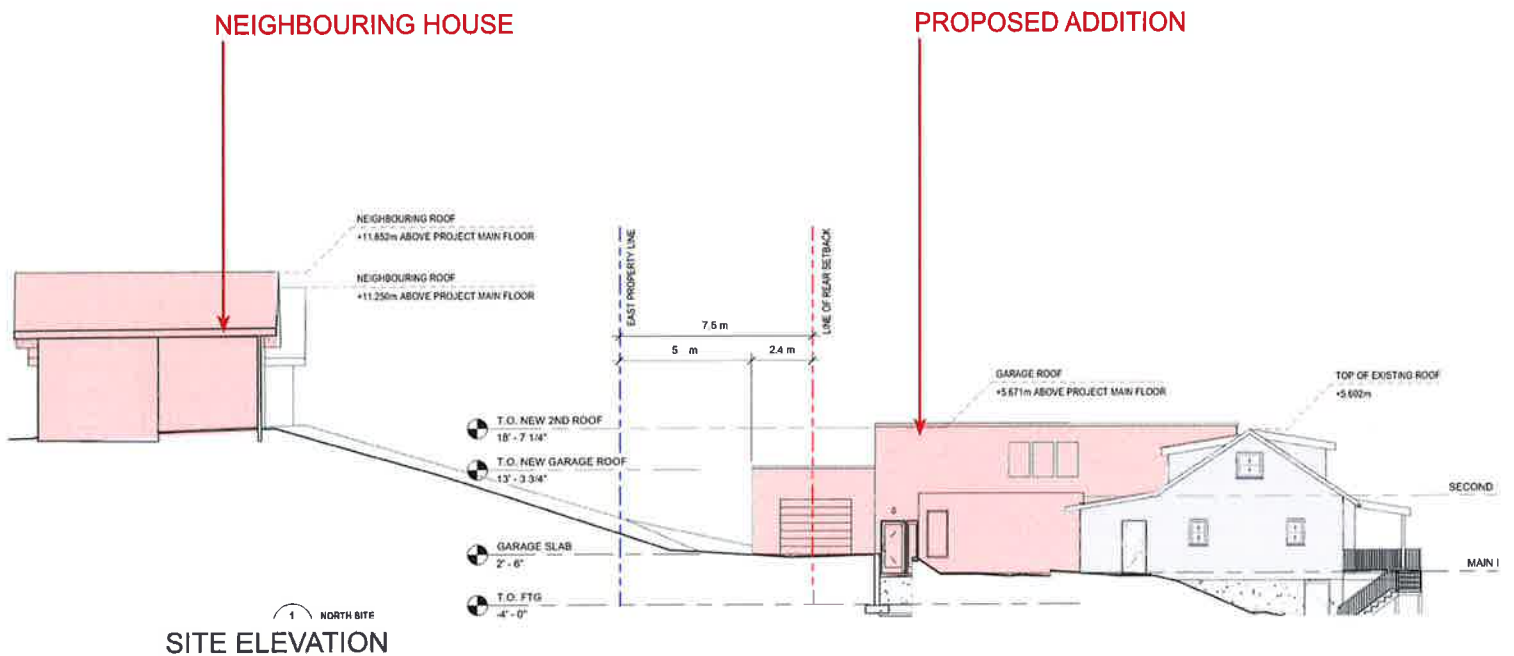 NEIGHBOURING HOUSE
PROPOSED ADDITION
NEIGHBOURING ROOF
+11.652m ABOVE PROJECT MAIN FLOOR
NEIGHBOURING ROOF
+11.250m ABOVE PROJECT MAIN FLOOR
EAST PROPERTY LINE
LINE OF REAR SETBACK
7.5 m
5 m
2.4 m
GARAGE ROOF
+5.671m ABOVE PROJECT MAIN FLOOR
TOP OF EXISTING ROOF
+5.602m
T.O. NEW 2ND ROOF
18' - 7 1/4"
T.O. NEW GARAGE ROOF
13' - 3 3/4"
SECOND
GARAGE SLAB
2' - 6"
MAIN
T.O. FTG
-4' - 0"
1 NORTH SITE
SITE ELEVATION